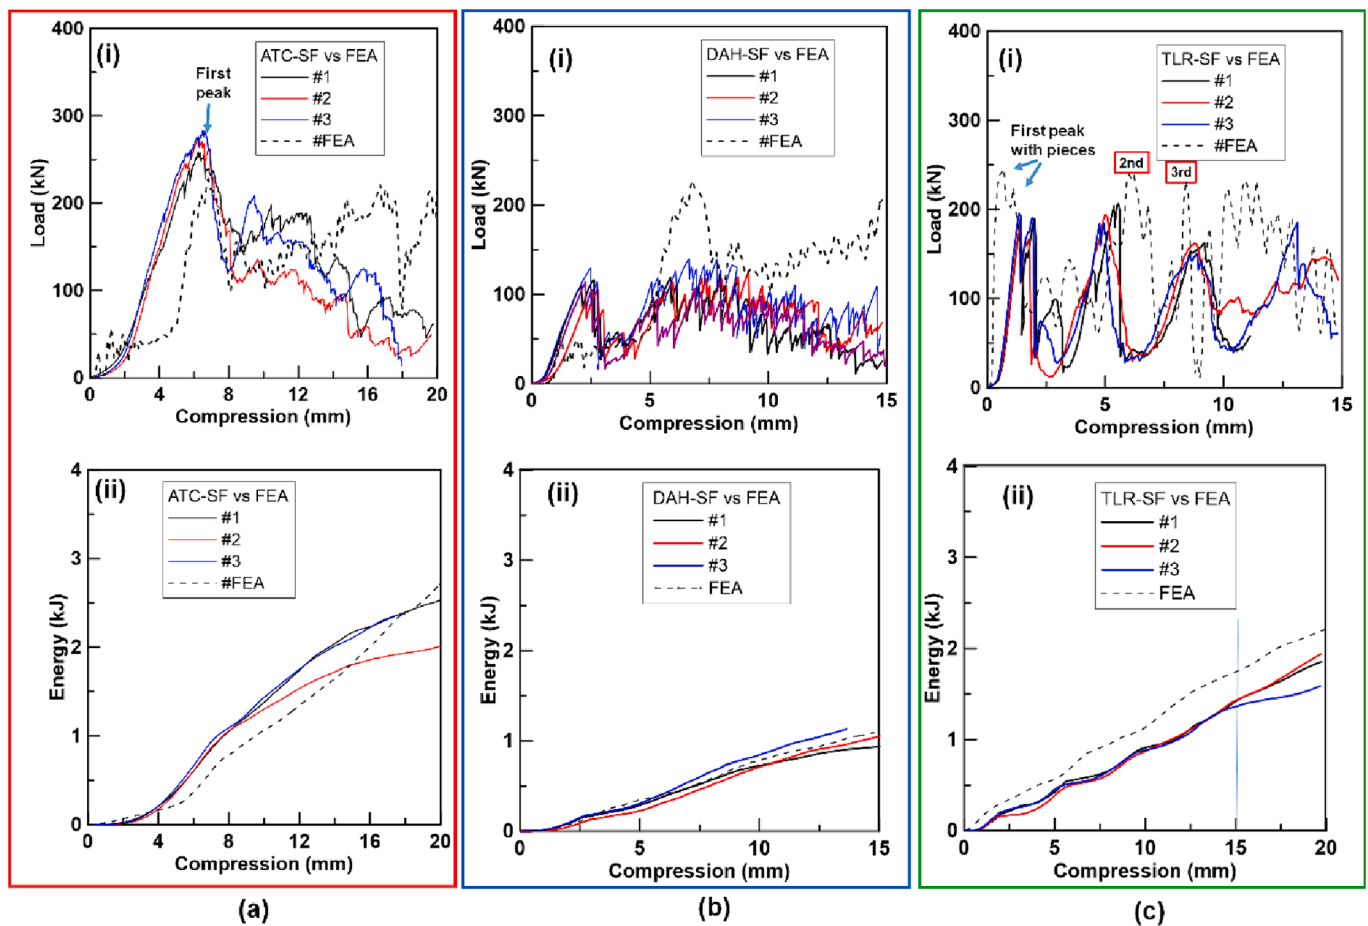 (i)
ATC-SF vs FEA
#1
#2
#3
#FEA
First
peak
400
300
200
100
0
Load (kN)
0 4 8 12 16 20
Compression (mm)
(ii)
ATC-SF vs FEA
#1
#2
#3
#FEA
4
3
2
1
0
Energy (kJ)
0 4 8 12 16 20
Compression (mm)
(a)
(i)
DAH-SF vs FEA
#1
#2
#3
#FEA
400
300
200
100
0
Load (kN)
0 5 10 15
Compression (mm)
(ii)
DAH-SF vs FEA
#1
#2
#3
FEA
4
3
2
1
0
Energy (kJ)
0 5 10 15
Compression (mm)
(b)
(i)
TLR-SF vs FEA
#1
#2
#3
#FEA
First peak
with pieces
2nd
3rd
400
300
200
100
0
Load (kN)
0 5 10 15
Compression (mm)
(ii)
TLR-SF vs FEA
#1
#2
#3
FEA
4
3
2
1
0
Energy (kJ)
0 5 10 15 20
Compression (mm)
(c)